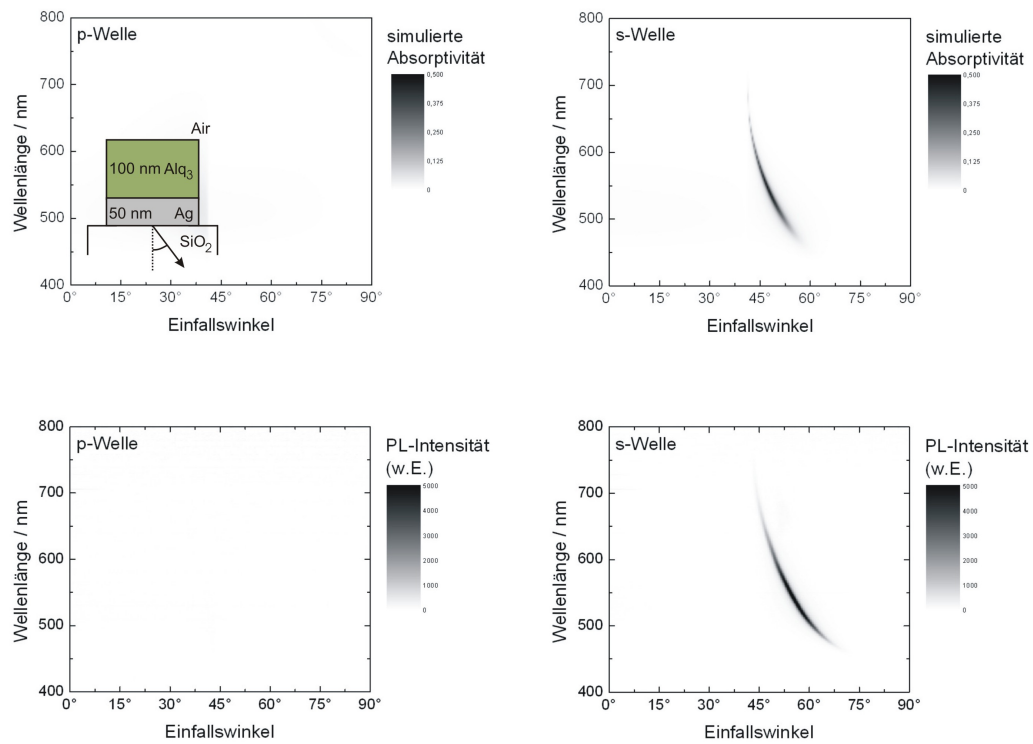 800
700
600
500
400
Wellenlänge / nm
p-Welle
Air
100 nm Alq3
50 nm Ag
SiO2
0° 15° 30° 45° 60° 75° 90°
Einfallswinkel
simulierte
Absorptivität
0,500
0,375
0,250
0,125
0
800
700
600
500
400
Wellenlänge / nm
s-Welle
0° 15° 30° 45° 60° 75° 90°
Einfallswinkel
simulierte
Absorptivität
0,500
0,375
0,250
0,125
0
800
700
600
500
400
Wellenlänge / nm
p-Welle
0° 15° 30° 45° 60° 75° 90°
Einfallswinkel
PL-Intensität
(w.E.)
5000
4000
3000
2000
1000
0
800
700
600
500
400
Wellenlänge / nm
s-Welle
0° 15° 30° 45° 60° 75° 90°
Einfallswinkel
PL-Intensität
(w.E.)
5000
4000
3000
2000
1000
0